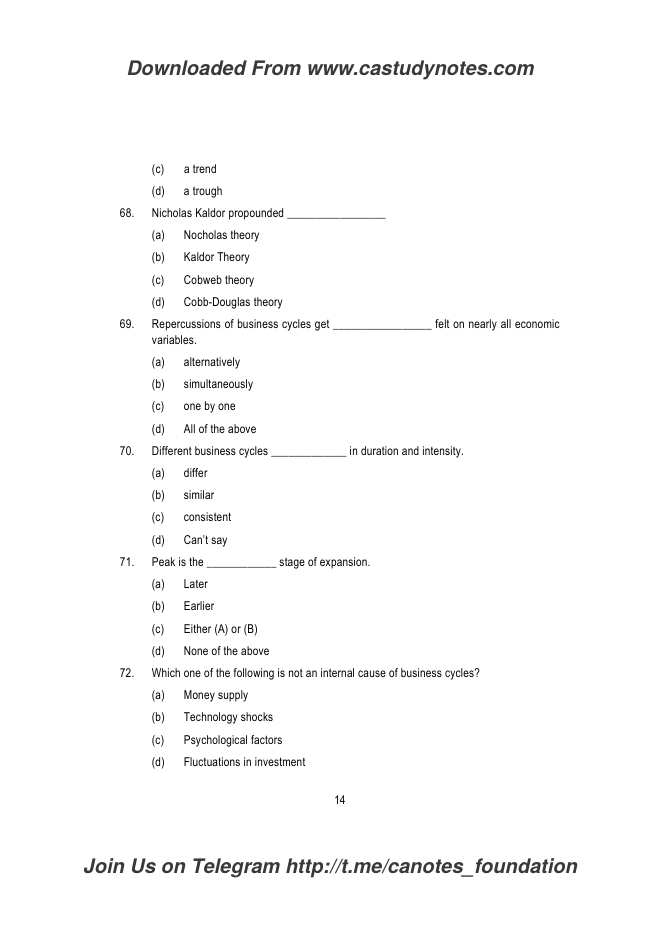 Downloaded From www.castudynotes.com
(c) a trend
(d) a trough
68. Nicholas Kaldor propounded _________________
(a) Nocholas theory
(b) Kaldor Theory
(c) Cobweb theory
(d) Cobb-Douglas theory
69. Repercussions of business cycles get _________________ felt on nearly all economic
variables.
(a) alternatively
(b) simultaneously
(c) one by one
(d) All of the above
70. Different business cycles _____________ in duration and intensity.
(a) differ
(b) similar
(c) consistent
(d) Can't say
71. Peak is the ____________ stage of expansion.
(a) Later
(b) Earlier
(c) Either (A) or (B)
(d) None of the above
72. Which one of the following is not an internal cause of business cycles?
(a) Money supply
(b) Technology shocks
(c) Psychological factors
(d) Fluctuations in investment
14
Join Us on Telegram http://t.me/canotes_foundation